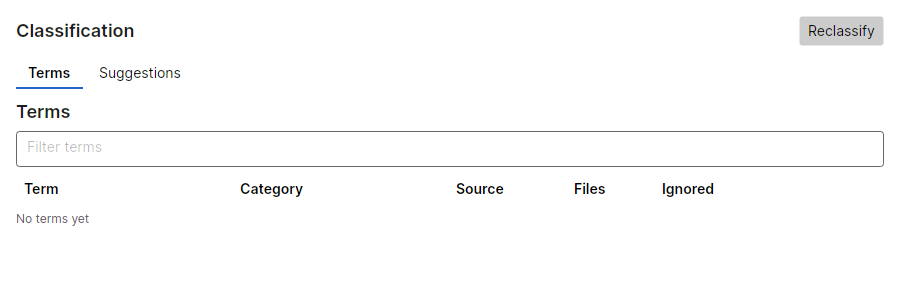 Classification
Reclassify
Terms
Suggestions
Terms
Filter terms
Term Category Source Files Ignored
No terms yet